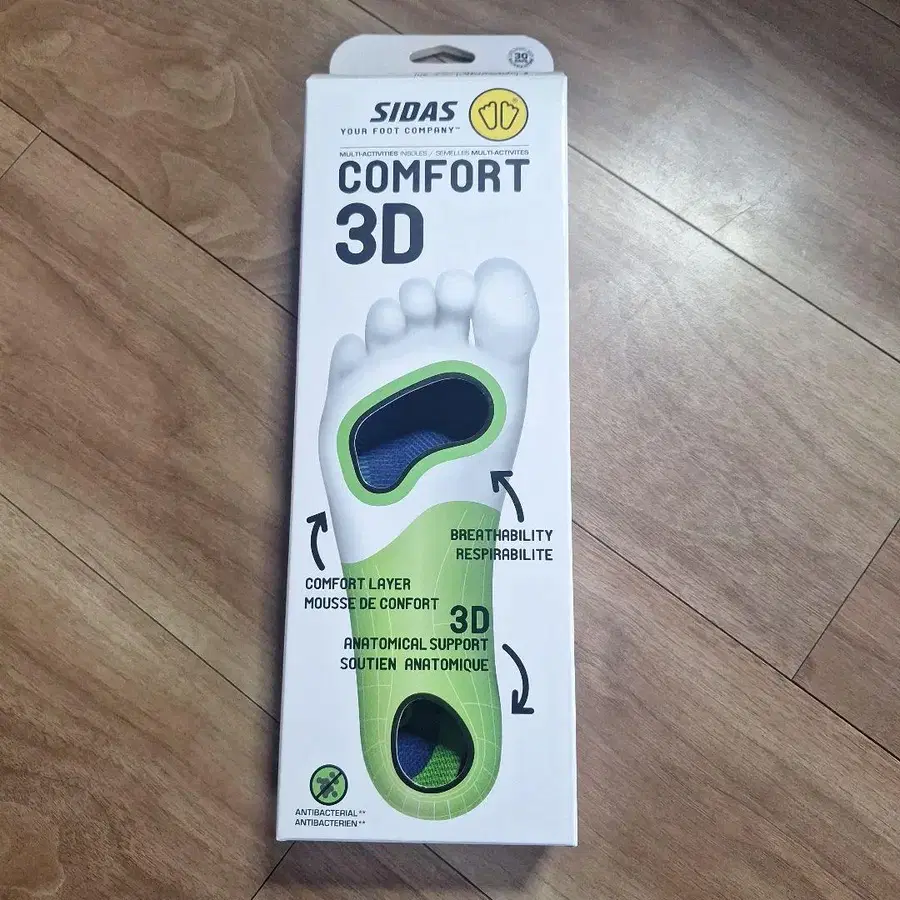 30
SIDAS
YOUR FOOT COMPANY™
MULTI-ACTIVITIES INSOLES / SEMELLES MULTI-ACTIVITES
COMFORT
3D
BREATHABILITY
RESPIRABILITE
COMFORT LAYER
MOUSSE DE CONFORT
3D
ANATOMICAL SUPPORT
SOUTIEN ANATOMIQUE
ANTIBACTERIAL**
ANTIBACTERIEN**